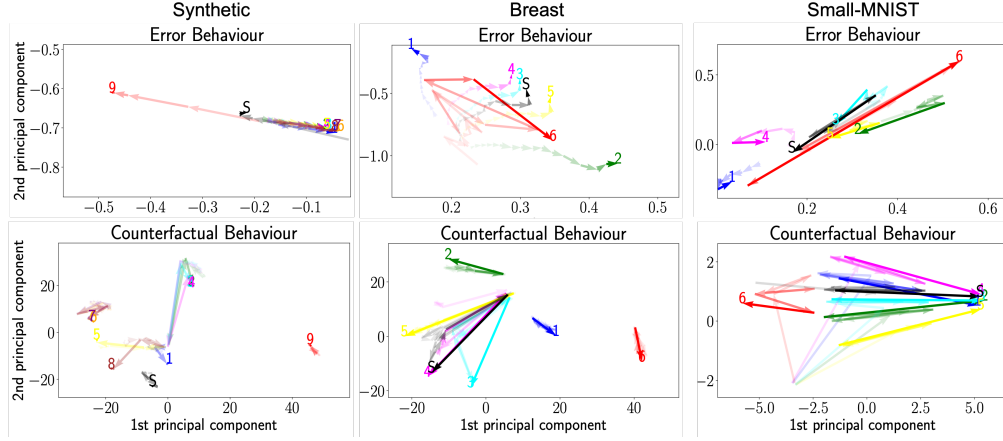 Synthetic Breast Small-MNIST
Error Behaviour Error Behaviour Error Behaviour
2nd principal component
−0.5
−0.6
−0.7
−0.8
−0.5 −0.4 −0.3 −0.2 −0.1
9
S
−0.5
−1.0
0.2 0.3 0.4 0.5
1
4
3
S
5
6
2
0.5
0.0
0.2 0.4 0.6
6
3
2
4
S
1
Counterfactual Behaviour Counterfactual Behaviour Counterfactual Behaviour
2nd principal component
20
0
−20
−20 0 20 40
1st principal component
7
5
8
1
S
9
20
0
−20
−20 0 20 40
1st principal component
2
5
1
S
4
3
6
2
0
−2
−5.0 −2.5 0.0 2.5 5.0
1st principal component
6
S
2